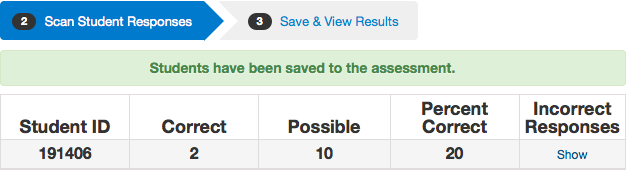 2 Scan Student Responses 3 Save & View Results
Students have been saved to the assessment.
Student ID Correct Possible Percent Correct Incorrect Responses
191406 2 10 20 Show